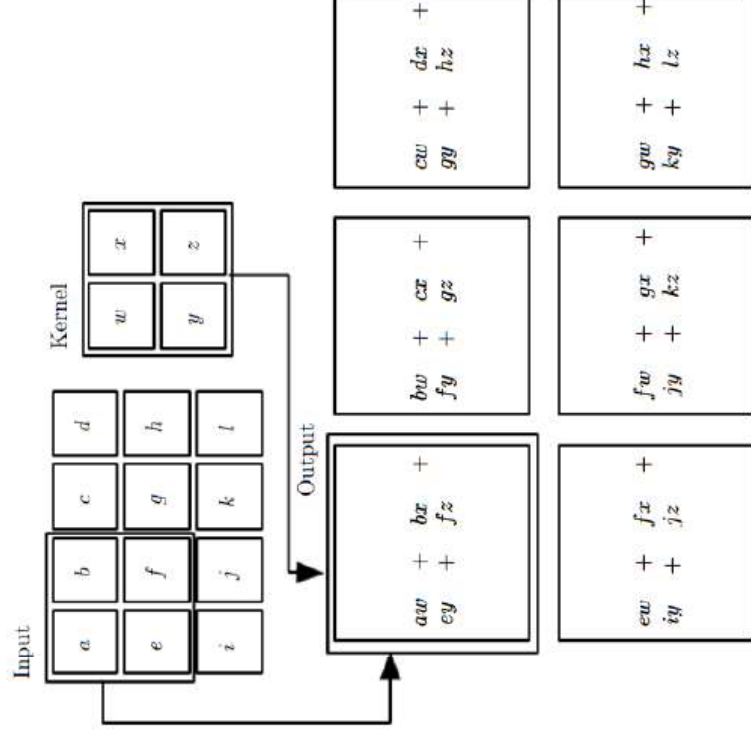 Input
Kernel
a b c d
w x
e f g h
y z
i j k l
Output
aw + bx +
ey + fz
bw + cx +
fy + gz
cw + dx +
gy + hz
ew + fx +
iy + jz
fw + gx +
jy + kz
gw + hx +
ky + lz